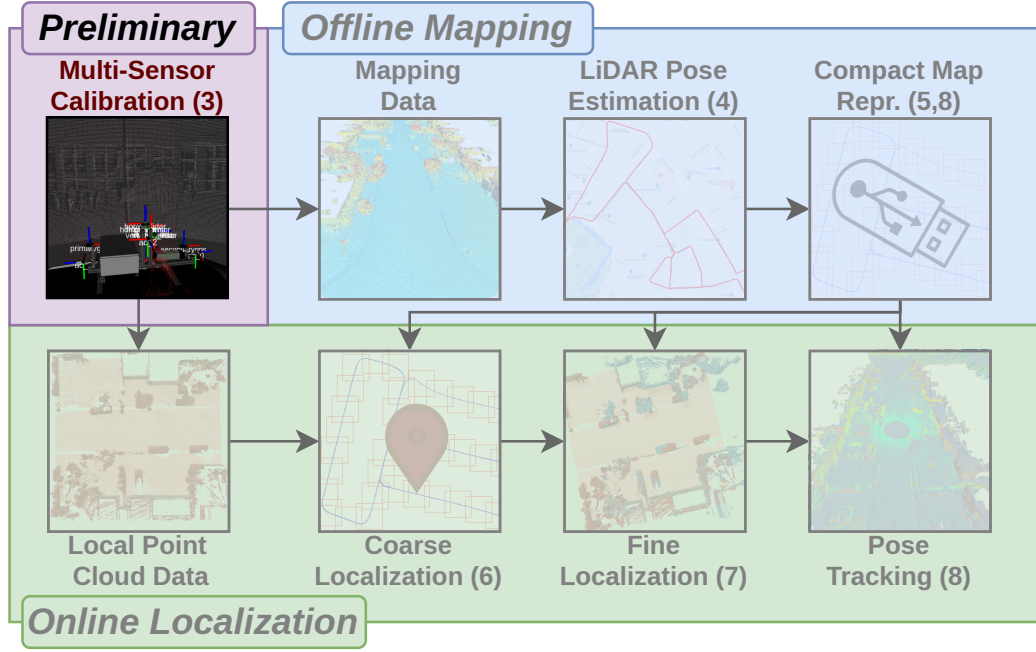 Preliminary
Offline Mapping
Multi-Sensor
Calibration (3)
Mapping
Data
LiDAR Pose
Estimation (4)
Compact Map
Repr. (5,8)
Local Point
Cloud Data
Coarse
Localization (6)
Fine
Localization (7)
Pose
Tracking (8)
Online Localization